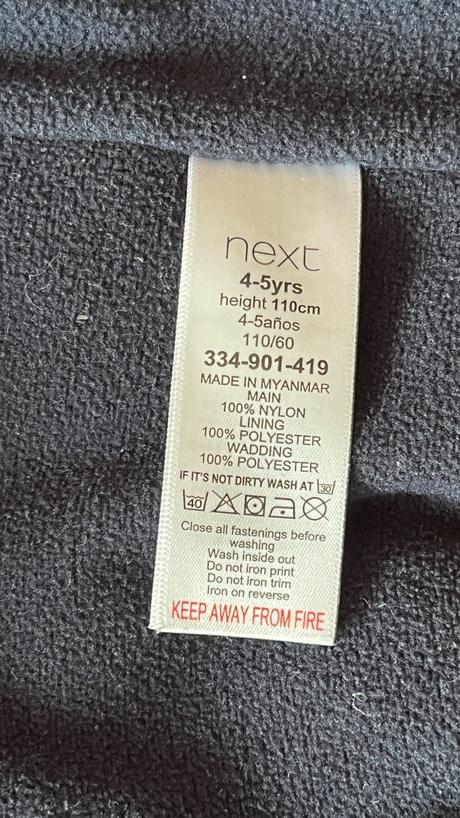 next
4-5yrs
height 110cm
4-5años
110/60
334-901-419
MADE IN MYANMAR
MAIN
100% NYLON
LINING
100% POLYESTER
WADDING
100% POLYESTER
IF IT'S NOT DIRTY WASH AT 30
40
Close all fastenings before
washing
Wash inside out
Do not iron print
Do not iron trim
Iron on reverse
KEEP AWAY FROM FIRE